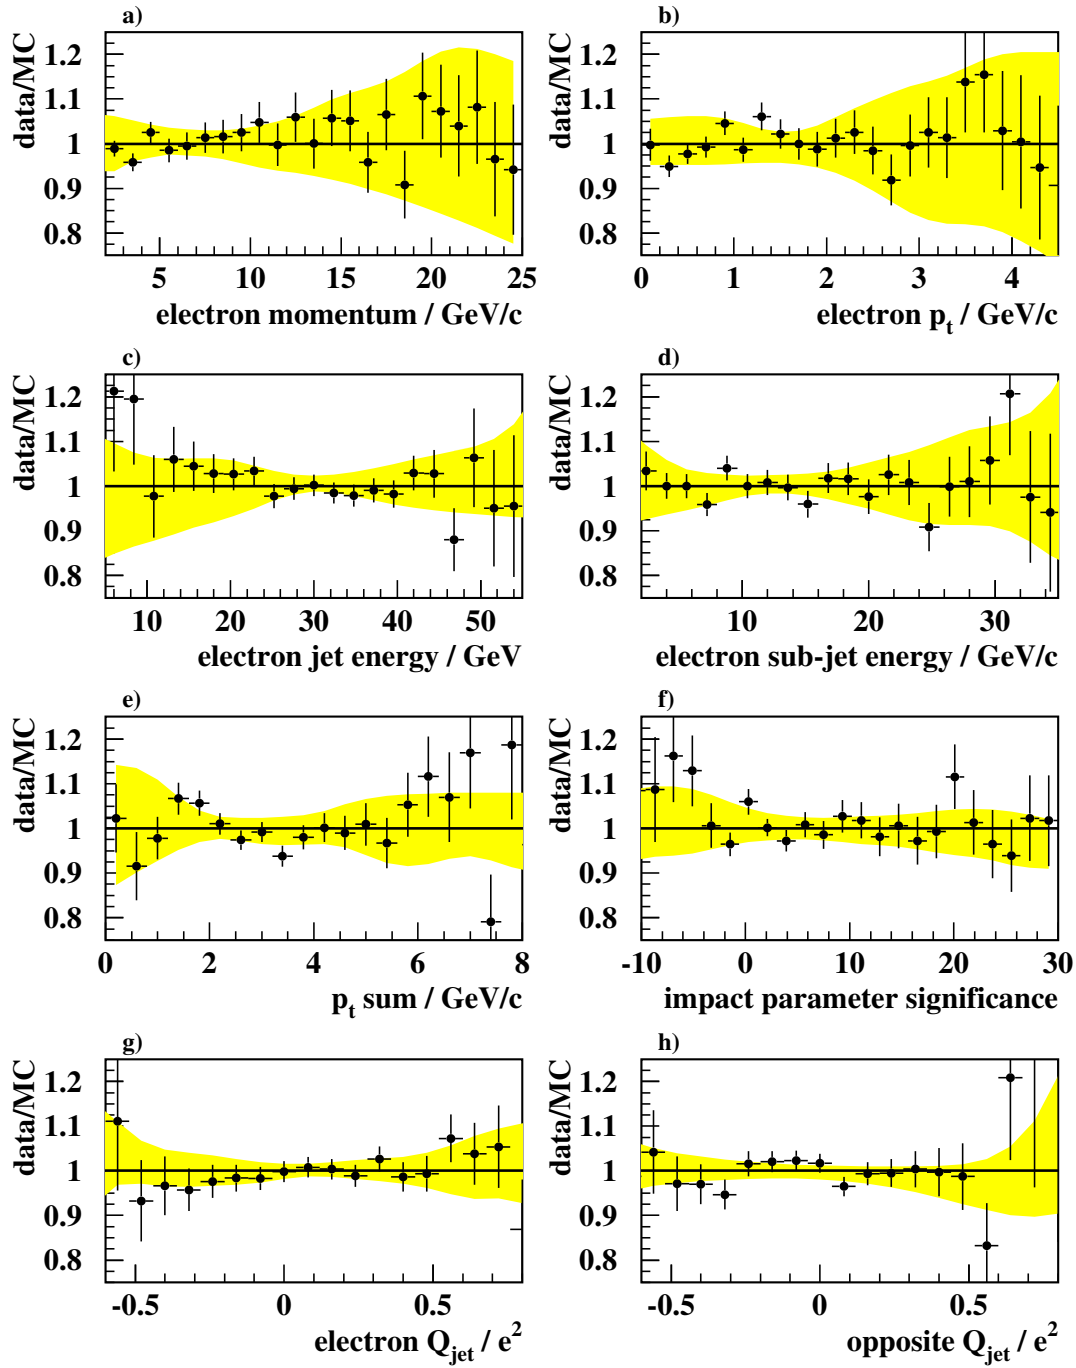 a)
data/MC
1.2
1.1
1
0.9
0.8
5 10 15 20 25
electron momentum / GeV/c
b)
data/MC
1.2
1.1
1
0.9
0.8
0 1 2 3 4
electron p_t / GeV/c
c)
data/MC
1.2
1.1
1
0.9
0.8
10 20 30 40 50
electron jet energy / GeV
d)
data/MC
1.2
1.1
1
0.9
0.8
10 20 30
electron sub-jet energy / GeV/c
e)
data/MC
1.2
1.1
1
0.9
0.8
0 2 4 6 8
p_t sum / GeV/c
f)
data/MC
1.2
1.1
1
0.9
0.8
-10 0 10 20 30
impact parameter significance
g)
data/MC
1.2
1.1
1
0.9
0.8
-0.5 0 0.5
electron Q_jet / e^2
h)
data/MC
1.2
1.1
1
0.9
0.8
-0.5 0 0.5
opposite Q_jet / e^2